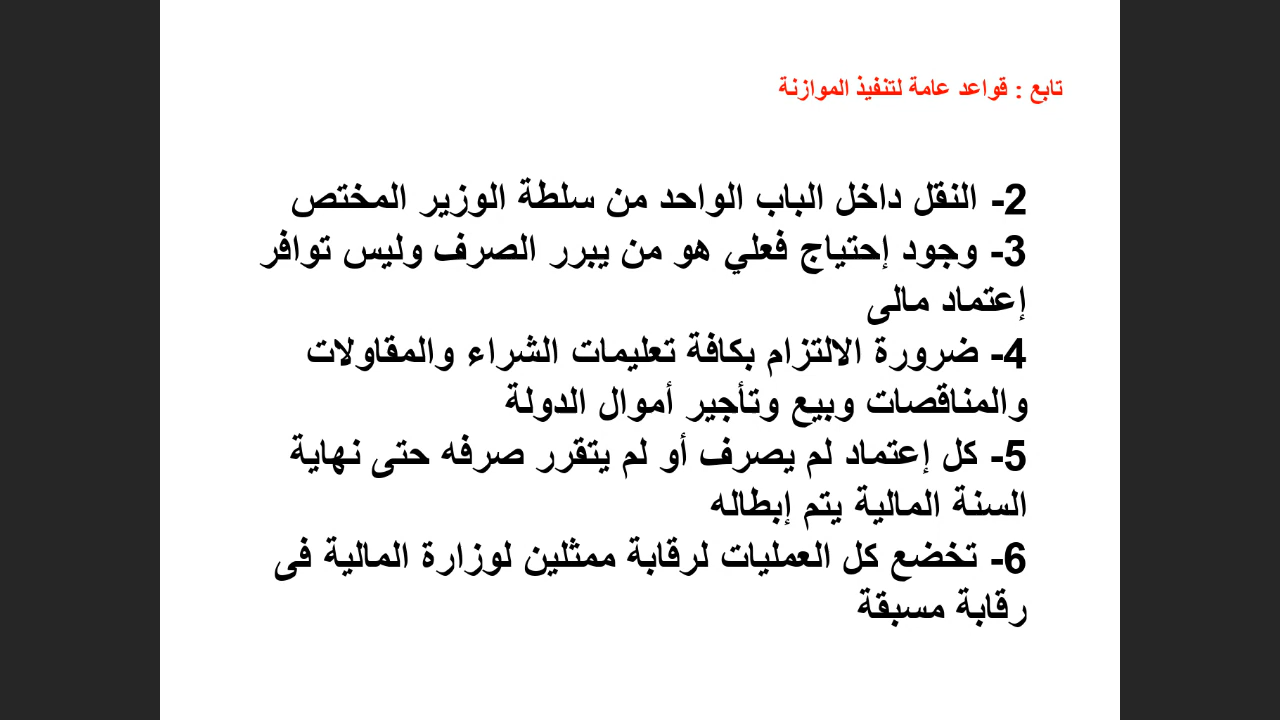 تابع : قواعد عامة لتنفيذ الموازنة
2- النقل داخل الباب الواحد من سلطة الوزير المختص
3- وجود إحتياج فعلي هو من يبرر الصرف وليس توافر
إعتماد مالى
4- ضرورة الالتزام بكافة تعليمات الشراء والمقاولات
والمناقصات وبيع وتأجير أموال الدولة
5- كل إعتماد لم يصرف أو لم يتقرر صرفه حتى نهاية
السنة المالية يتم إبطاله
6- تخضع كل العمليات لرقابة ممثلين لوزارة المالية فى
رقابة مسبقة